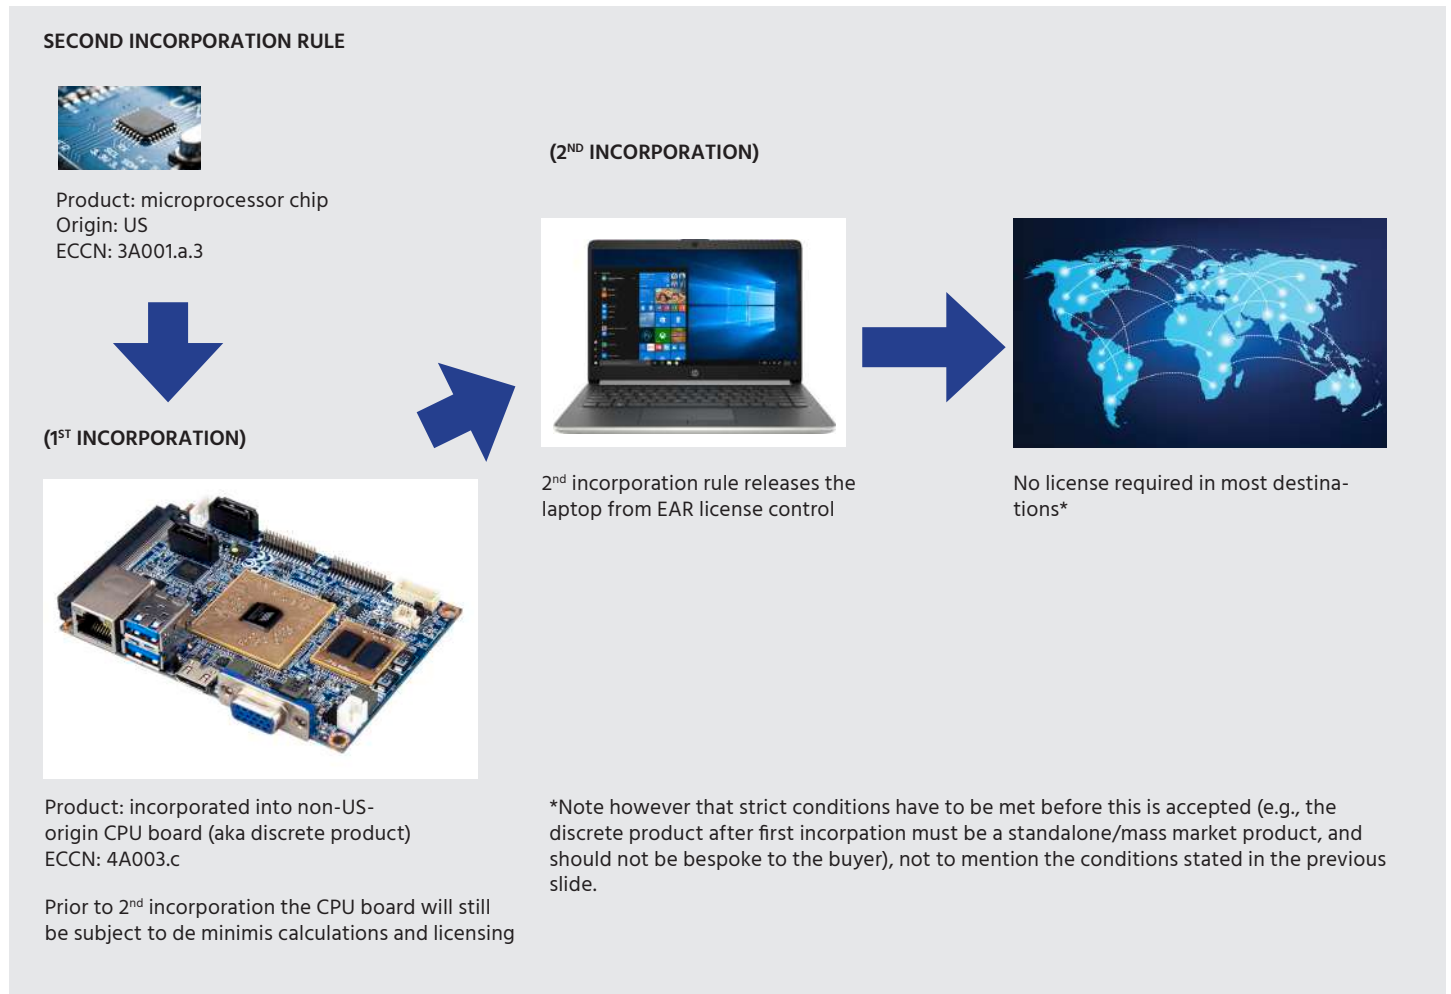 SECOND INCORPORATION RULE
Product: microprocessor chip
Origin: US
ECCN: 3A001.a.3
(1ST INCORPORATION)
Product: incorporated into non-US-
origin CPU board (aka discrete product)
ECCN: 4A003.c
Prior to 2nd incorporation the CPU board will still
be subject to de minimis calculations and licensing
(2ND INCORPORATION)
2nd incorporation rule releases the
laptop from EAR license control
No license required in most destina-
tions*
*Note however that strict conditions have to be met before this is accepted (e.g., the
discrete product after first incorpation must be a standalone/mass market product, and
should not be bespoke to the buyer), not to mention the conditions stated in the previous
slide.